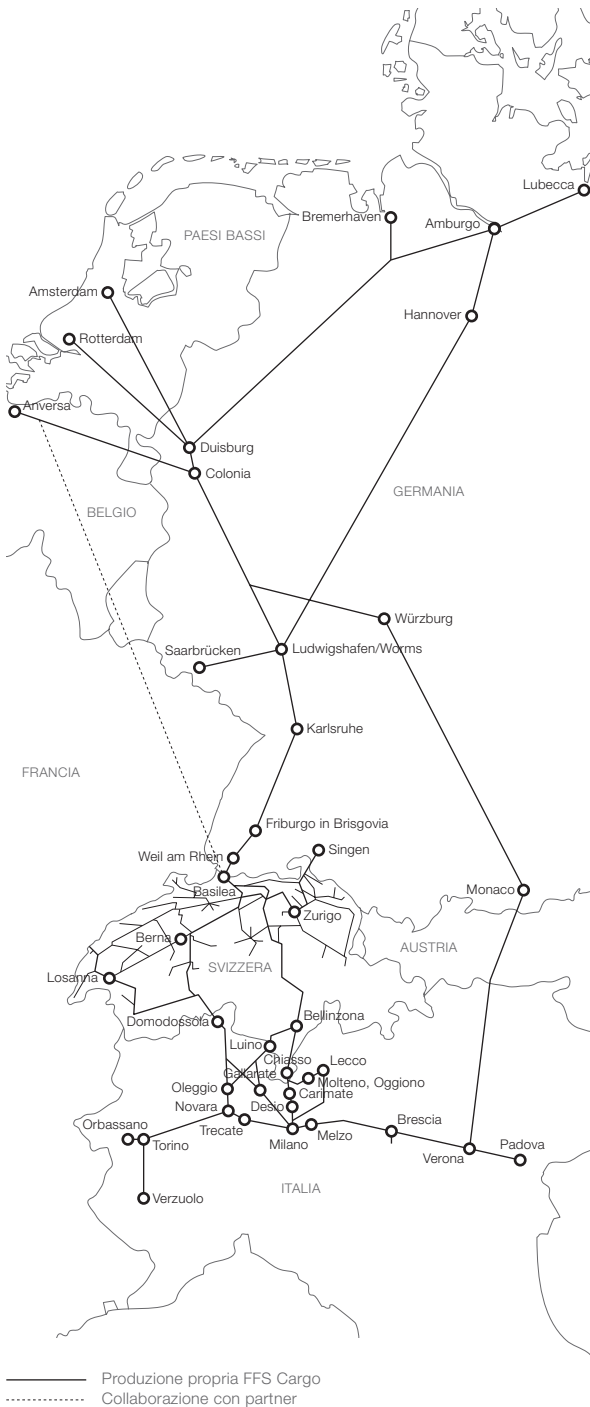 Lubecca
Bremerhaven
Amburgo
PAESI BASSI
Amsterdam
Hannover
Rotterdam
Anversa
Duisburg
Colonia
GERMANIA
BELGIO
Würzburg
Saarbrücken
Ludwigshafen/Worms
Karlsruhe
FRANCIA
Friburgo in Brisgovia
Singen
Weil am Rhein
Basilea
Monaco
Zurigo
Berna
AUSTRIA
SVIZZERA
Losanna
Domodossola
Bellinzona
Luino
Chiasso
Lecco
Gallarate
Molteno, Oggiono
Oleggio
Carimate
Desio
Novara
Trecate
Brescia
Orbassano
Torino
Milano
Melzo
Padova
Verona
ITALIA
Verzuolo
Produzione propria FFS Cargo
Collaborazione con partner